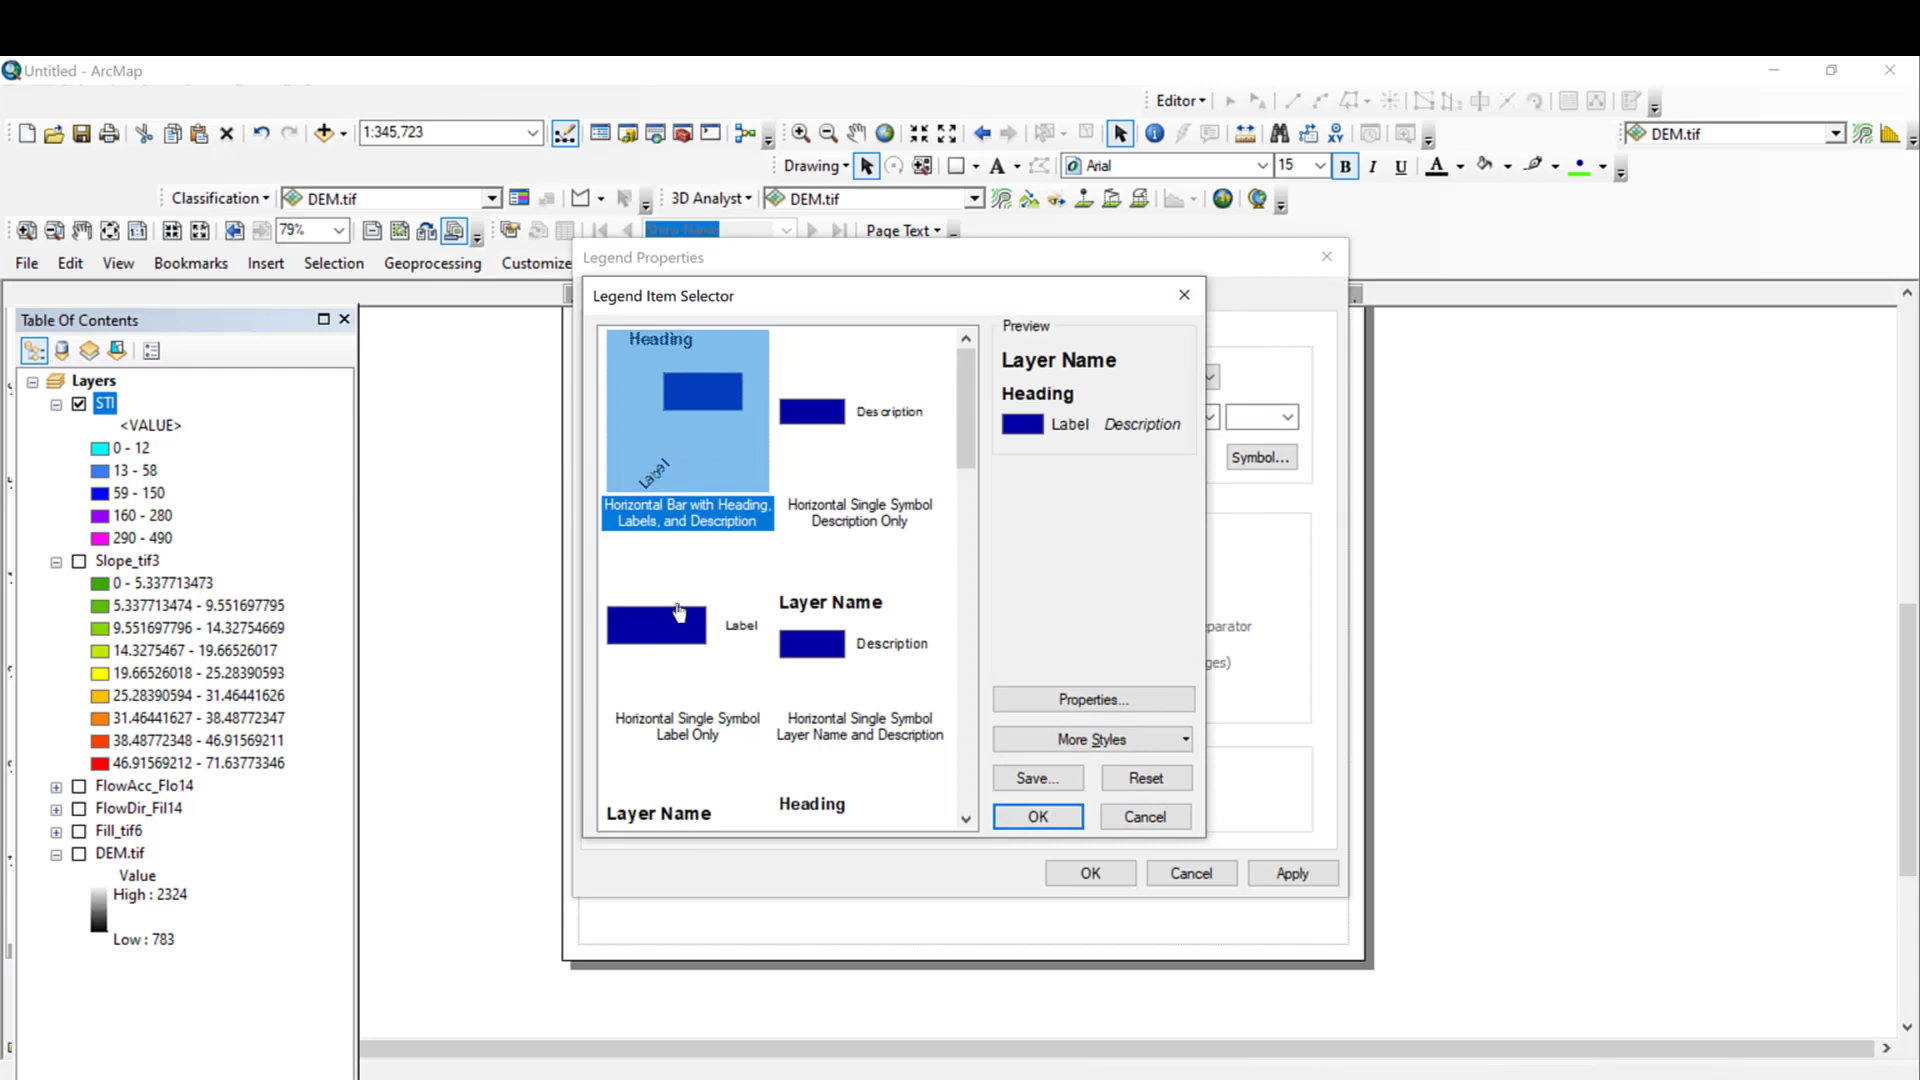 Untitled - ArcMap
Editor
1:345,723
DEM.tif
Drawing
Arial
15
B
I
U
A
Classification
DEM.tif
3D Analyst
DEM.tif
79%
Page Text
File
Edit
View
Bookmarks
Insert
Selection
Geoprocessing
Customize
Legend Properties
Legend Item Selector
Table Of Contents
Layers
STI
<VALUE>
0 - 12
13 - 58
59 - 150
160 - 280
290 - 490
Slope_tif3
0 - 5.337713473
5.337713474 - 9.551697795
9.551697796 - 14.32754669
14.3275467 - 19.66526017
19.66526018 - 25.28390593
25.28390594 - 31.46441626
31.46441627 - 38.48772347
38.48772348 - 46.91569211
46.91569212 - 71.63773346
FlowAcc_Flo14
FlowDir_Fil14
Fill_tif6
DEM.tif
Value
High : 2324
Low : 783
Heading
Label
Horizontal Bar with Heading,
Labels, and Description
Description
Horizontal Single Symbol
Description Only
Label
Horizontal Single Symbol
Label Only
Layer Name
Description
Horizontal Single Symbol
Layer Name and Description
Layer Name
Heading
Preview
Layer Name
Heading
Label Description
Properties...
More Styles
Save...
Reset
OK
Cancel
Symbol...
parator
ges)
OK
Cancel
Apply